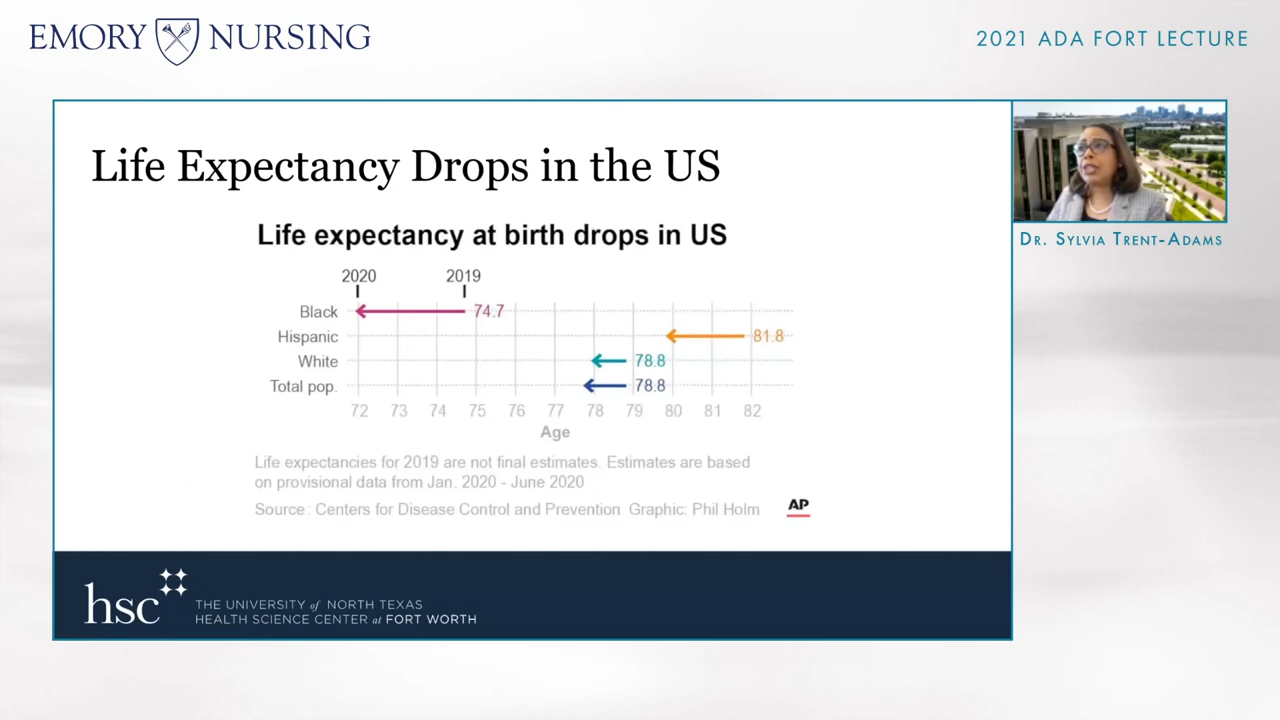 EMORY NURSING
2021 ADA FORT LECTURE
Life Expectancy Drops in the US
Life expectancy at birth drops in US
2020 2019
Black 74.7
Hispanic 81.8
White 78.8
Total pop. 78.8
72 73 74 75 76 77 78 79 80 81 82
Age
Life expectancies for 2019 are not final estimates. Estimates are based
on provisional data from Jan. 2020 - June 2020
Source: Centers for Disease Control and Prevention Graphic: Phil Holm
AP
DR. SYLVIA TRENT-ADAMS
hsc
THE UNIVERSITY of NORTH TEXAS
HEALTH SCIENCE CENTER at FORT WORTH